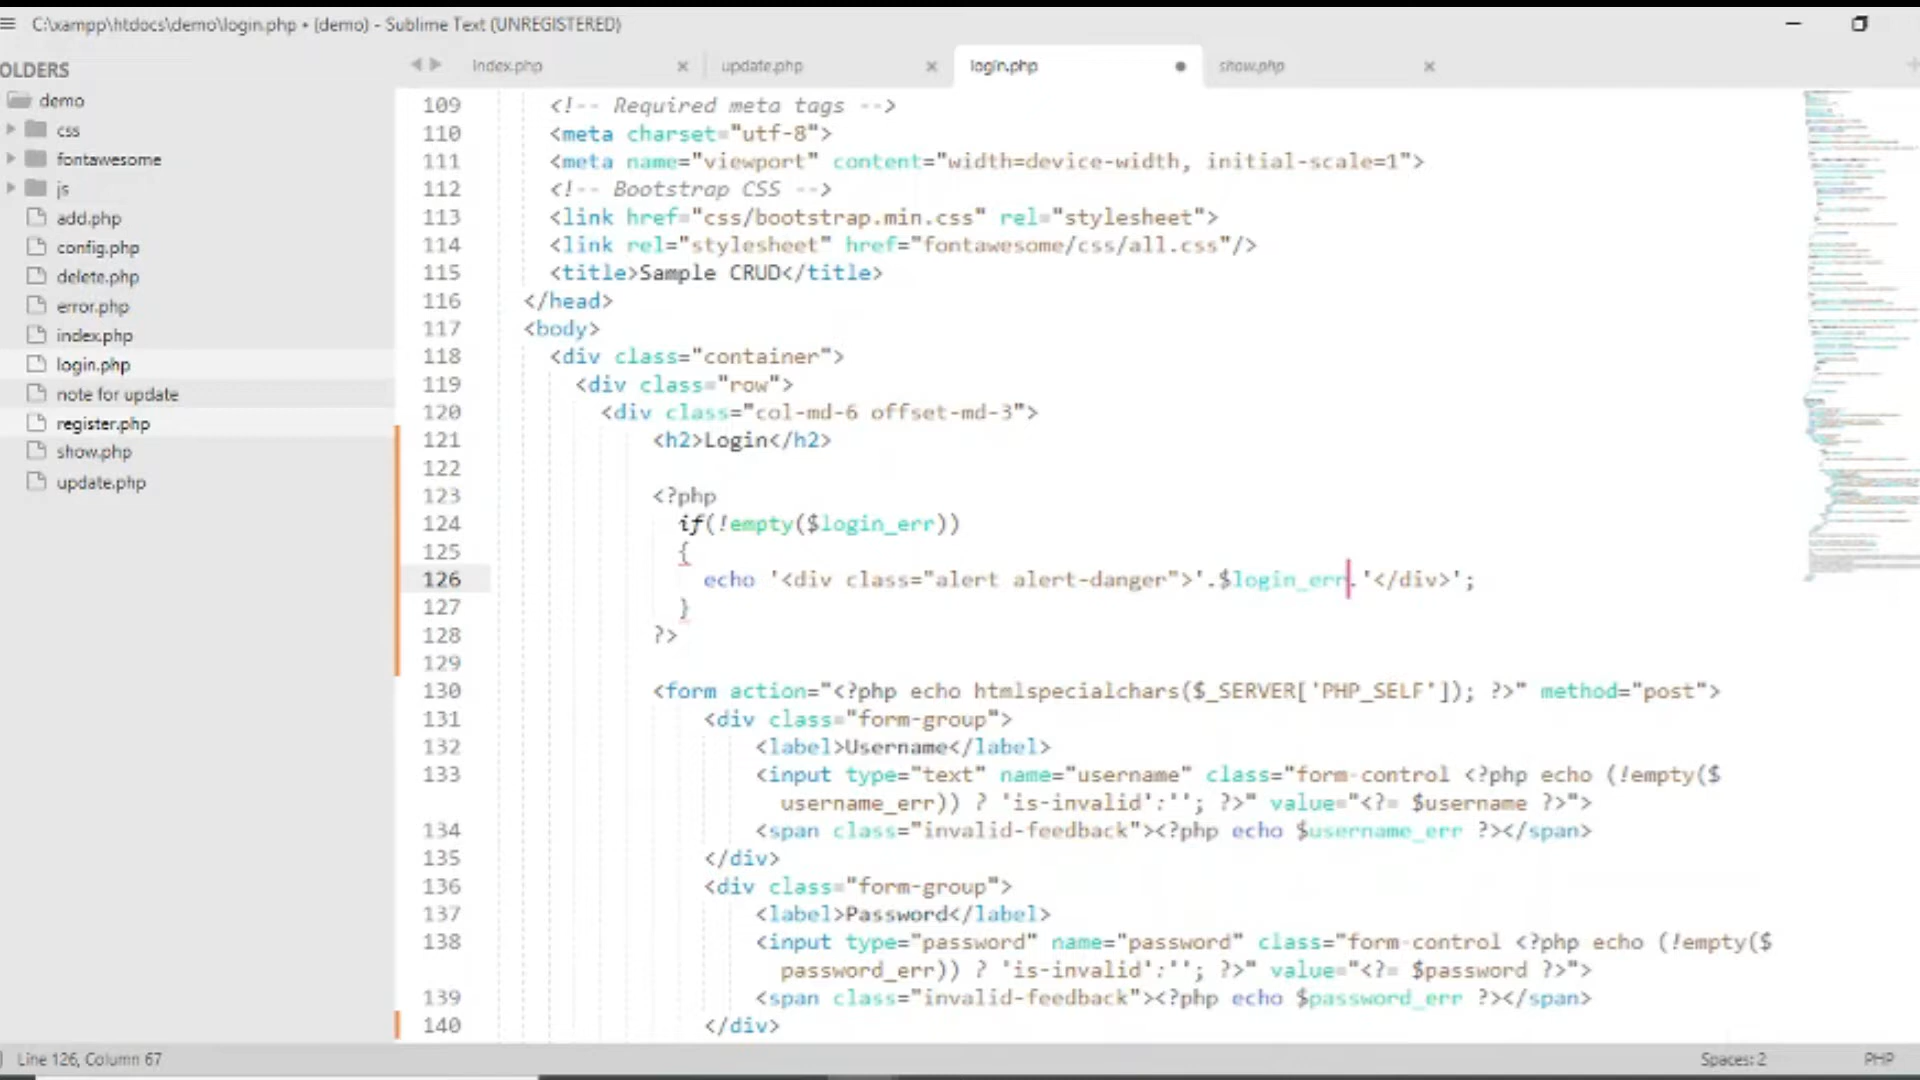 C:\xampp\htdocs\demo\login.php • (demo) - Sublime Text (UNREGISTERED)
OLDERS
demo
css
fontawesome
js
add.php
config.php
delete.php
error.php
index.php
login.php
note for update
register.php
show.php
update.php
index.php
update.php
login.php
show.php
109 <!-- Required meta tags -->
110 <meta charset="utf-8">
111 <meta name="viewport" content="width=device-width, initial-scale=1">
112 <!-- Bootstrap CSS -->
113 <link href="css/bootstrap.min.css" rel="stylesheet">
114 <link rel="stylesheet" href="fontawesome/css/all.css"/>
115 <title>Sample CRUD</title>
116 </head>
117 <body>
118 <div class="container">
119 <div class="row">
120 <div class="col-md-6 offset-md-3">
121 <h2>Login</h2>
122
123 <?php
124 if(!empty($login_err))
125 {
126 echo '<div class="alert alert-danger">'.$login_err.'</div>';
127 }
128 ?>
129
130 <form action="<?php echo htmlspecialchars($_SERVER['PHP_SELF']); ?>" method="post">
131 <div class="form-group">
132 <label>Username</label>
133 <input type="text" name="username" class="form-control <?php echo (!empty($
username_err)) ? 'is-invalid':''; ?>" value="<?= $username ?>">
134 <span class="invalid-feedback"><?php echo $username_err ?></span>
135 </div>
136 <div class="form-group">
137 <label>Password</label>
138 <input type="password" name="password" class="form-control <?php echo (!empty($
password_err)) ? 'is-invalid':''; ?>" value="<?= $password ?>">
139 <span class="invalid-feedback"><?php echo $password_err ?></span>
140 </div>
Line 126, Column 67
Spaces: 2
PHP